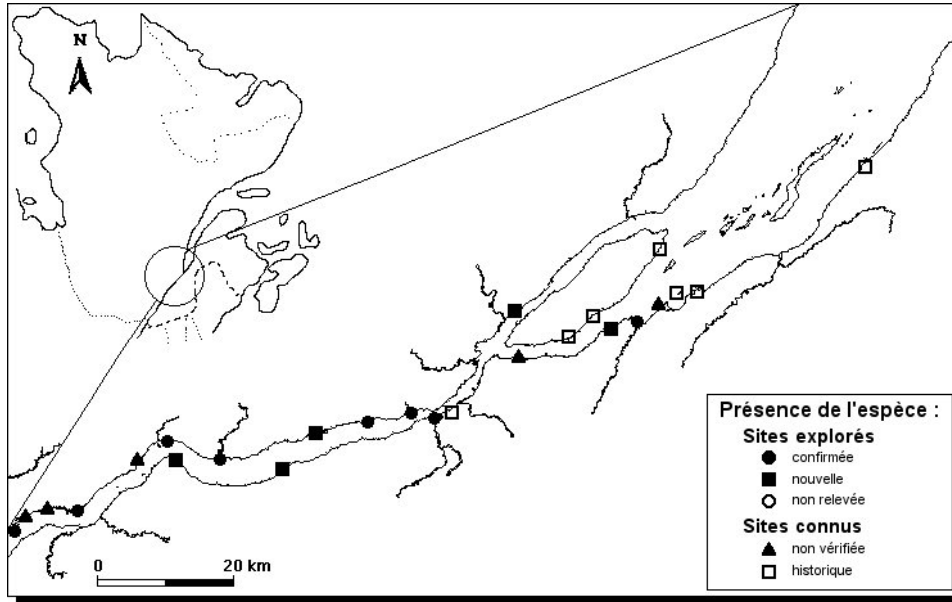 N
Présence de l'espèce :
Sites explorés
confirmée
nouvelle
non relevée
Sites connus
non vérifiée
historique
0 20 km